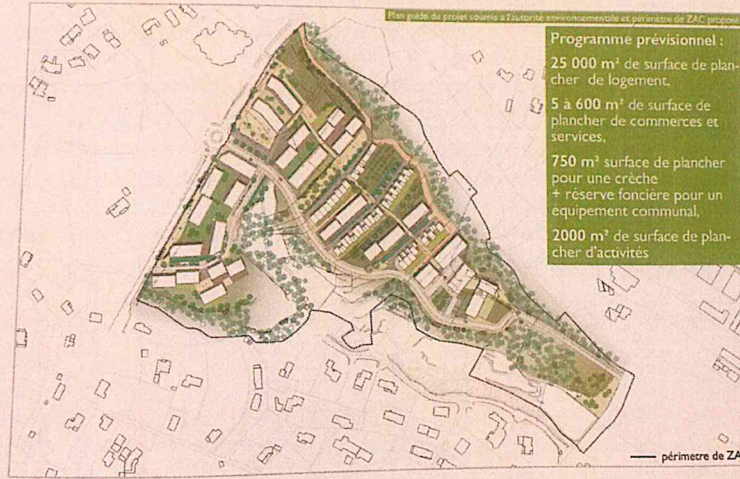 Plan guide du projet soumis à l'autorité environnementale et périmètre de ZAC proposé
Programme prévisionnel :
25 000 m² de surface de plan-
cher de logement,
5 à 600 m² de surface de
plancher de commerces et
services,
750 m² surface de plancher
pour une crèche
+ réserve foncière pour un
équipement communal,
2000 m² de surface de plan-
cher d'activités
périmetre de ZA